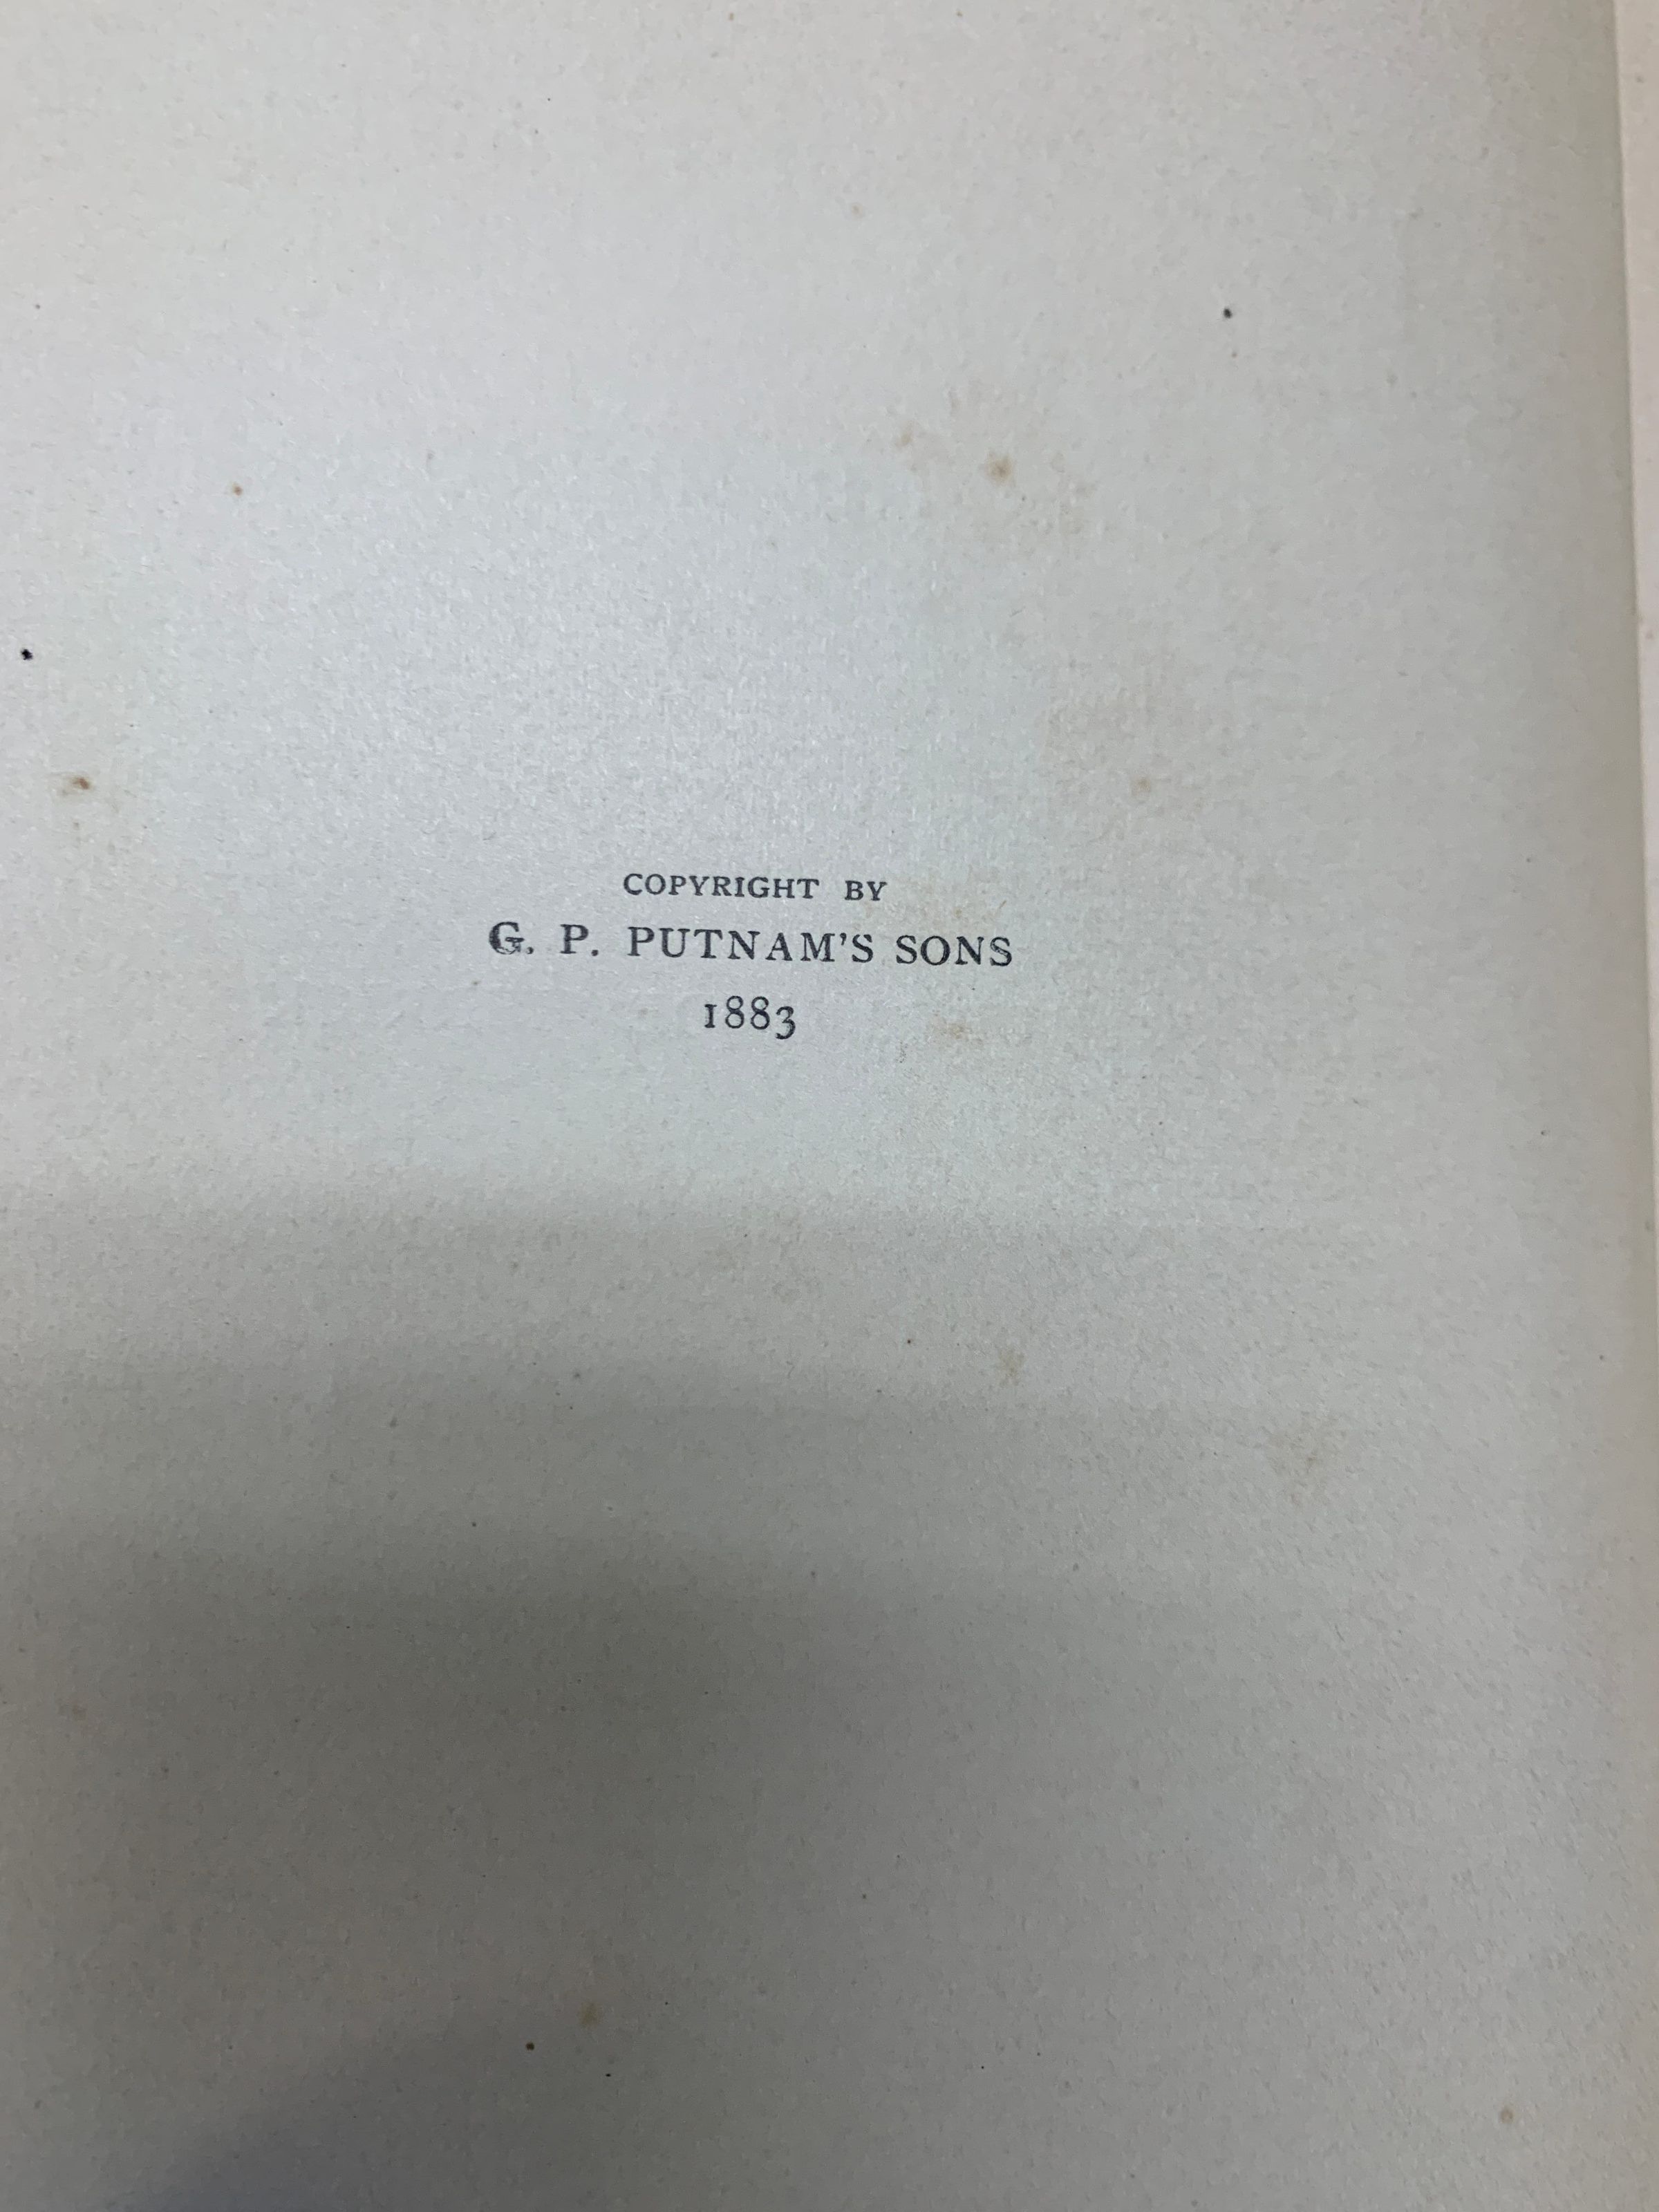 COPYRIGHT BY
G. P. PUTNAM'S SONS
1883